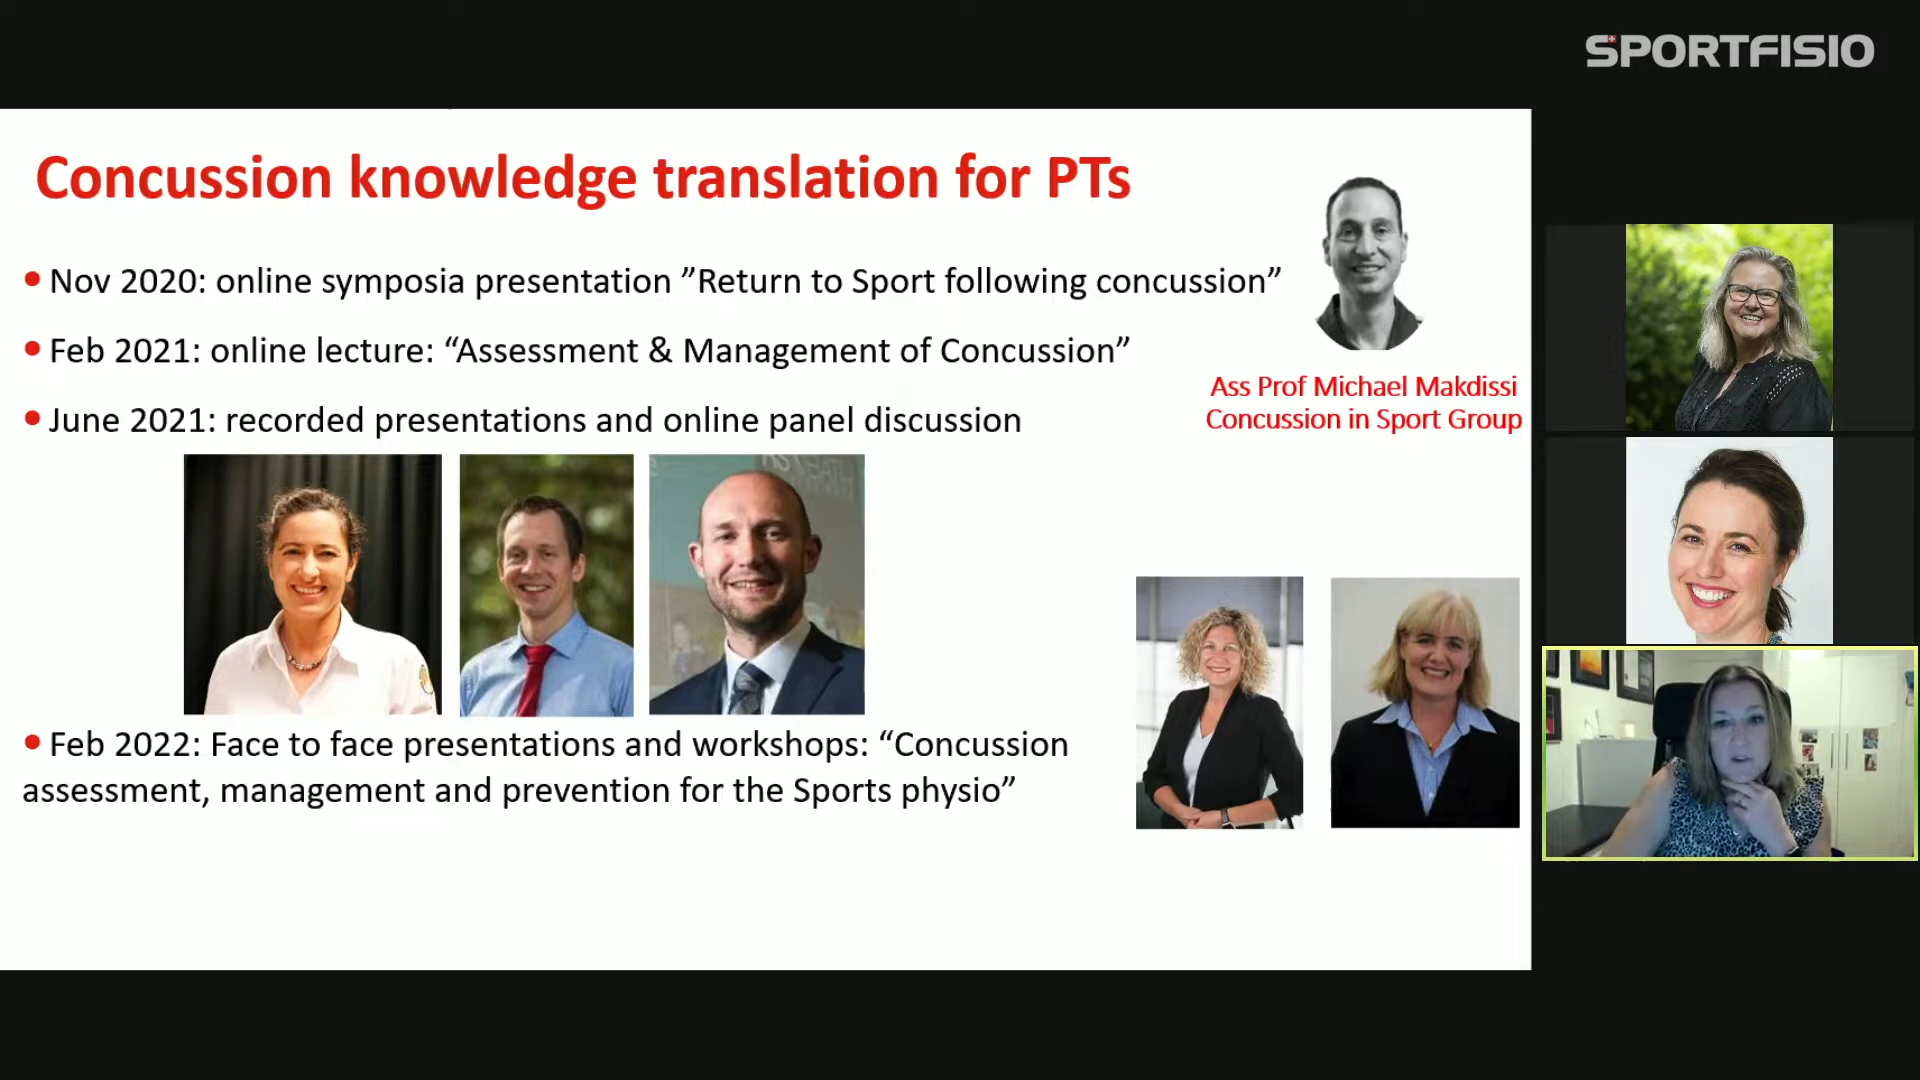 SPORTFISIO
Concussion knowledge translation for PTs
• Nov 2020: online symposia presentation ”Return to Sport following concussion”
• Feb 2021: online lecture: “Assessment & Management of Concussion”
Ass Prof Michael Makdissi
Concussion in Sport Group
• June 2021: recorded presentations and online panel discussion
• Feb 2022: Face to face presentations and workshops: “Concussion
assessment, management and prevention for the Sports physio”